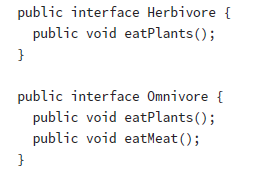 public interface Herbivore {
  public void eatPlants();
}

public interface Omnivore {
  public void eatPlants();
  public void eatMeat();
}